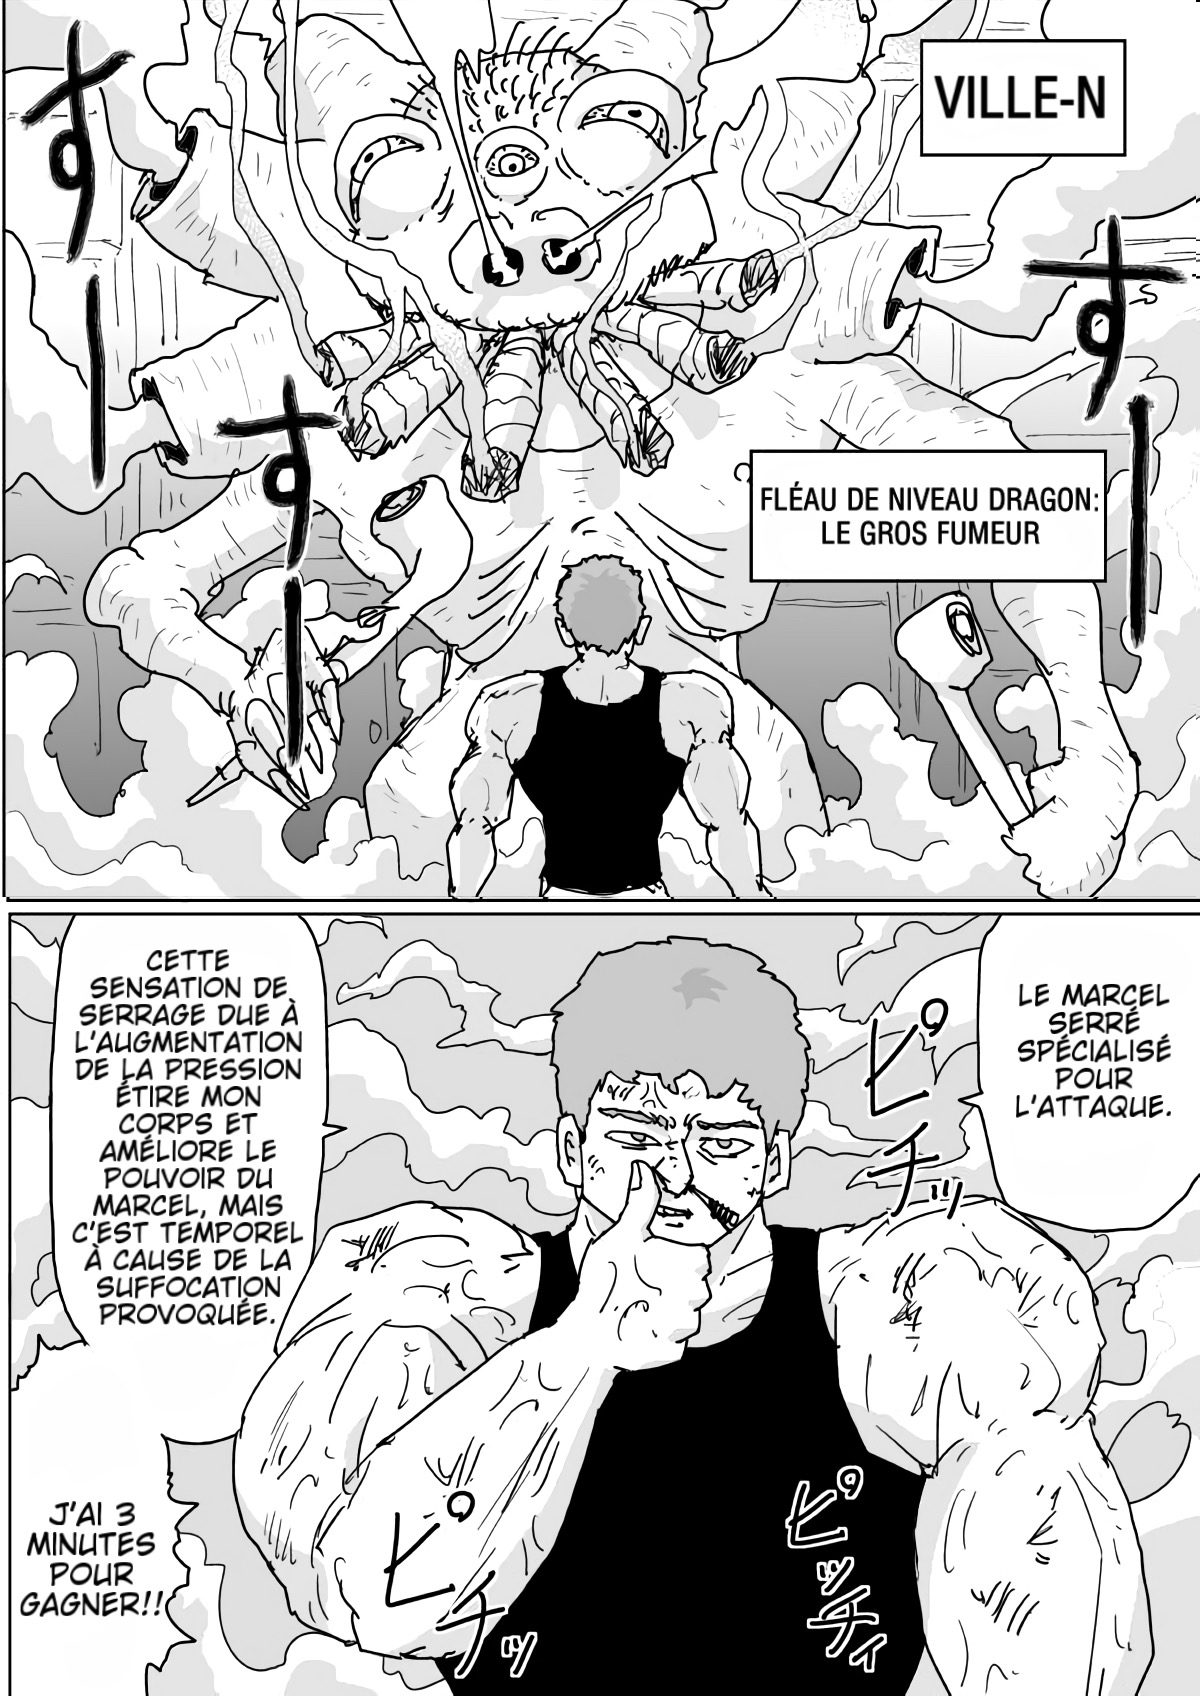 VILLE-N
すーすーすー
FLÉAU DE NIVEAU DRAGON:
LE GROS FUMEUR
LE MARCEL
SERRÉ
SPÉCIALISÉ
POUR
L'ATTAQUE.
ピチッ
CETTE
SENSATION DE
SERRAGE DUE À
L'AUGMENTATION
DE LA PRESSION
ÉTIRE MON
CORPS ET
AMÉLIORE LE
POUVOIR DU
MARCEL, MAIS
C'EST TEMPOREL
À CAUSE DE LA
SUFFOCATION
PROVOQUÉE.
ピッチィ
ピチッ
J'AI 3
MINUTES
POUR
GAGNER!!